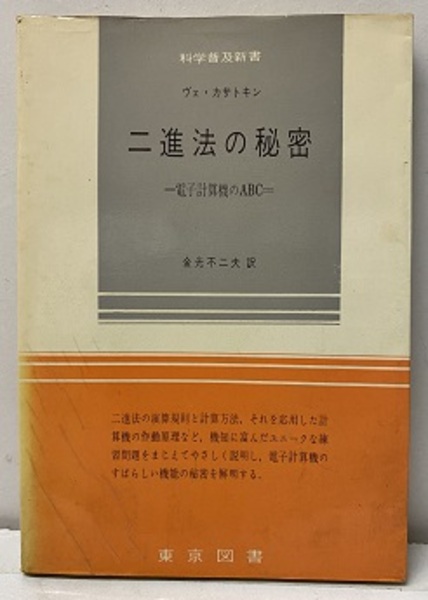 科学普及新書
ヴェ・カサトキン
二進法の秘密
=電子計算機のABC=
金光不二夫 訳
二進法の演算規則と計算方法，それを応用した計
算機の作動原理など，機知に富んだユニークな練
習問題をまじえてやさしく説明し，電子計算機の
すばらしい機能の秘密を解明する．
東京図書